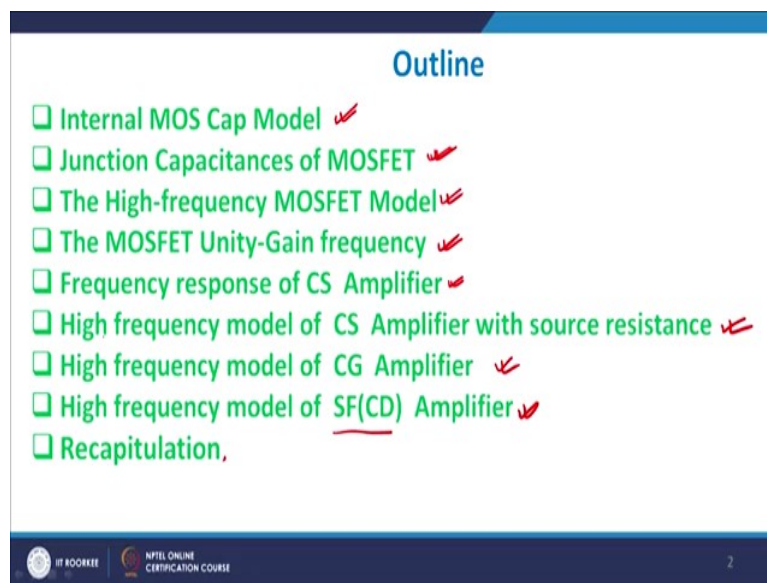 Outline
Internal MOS Cap Model
Junction Capacitances of MOSFET
The High-frequency MOSFET Model
The MOSFET Unity-Gain frequency
Frequency response of CS Amplifier
High frequency model of CS Amplifier with source resistance
High frequency model of CG Amplifier
High frequency model of SF(CD) Amplifier
Recapitulation.
IIT ROORKEE
NPTEL ONLINE
CERTIFICATION COURSE
2